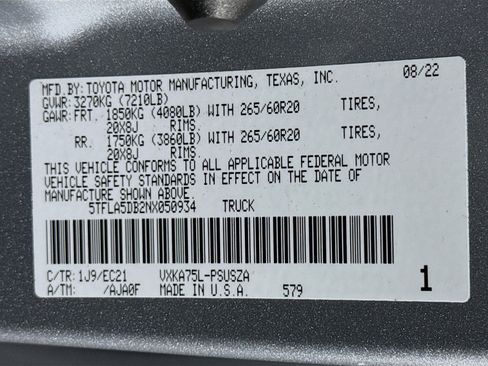 MFD.BY:TOYOTA MOTOR MANUFACTURING, TEXAS, INC. 08/22
GVWR:3270KG (7210LB)
GAWR:FRT. 1850KG (4080LB) WITH 265/60R20 TIRES,
20X8J RIMS.
RR. 1750KG (3860LB) WITH 265/60R20 TIRES,
20X8J RIMS.
THIS VEHICLE CONFORMS TO ALL APPLICABLE FEDERAL MOTOR
VEHICLE SAFETY STANDARDS IN EFFECT ON THE DATE OF
MANUFACTURE SHOWN ABOVE.
5TFLA5DB2NX050934 TRUCK
C/TR:1J9/EC21 VXKA75L-PSUSZA
A/TM: /AJA0F MADE IN U.S.A. 579 1